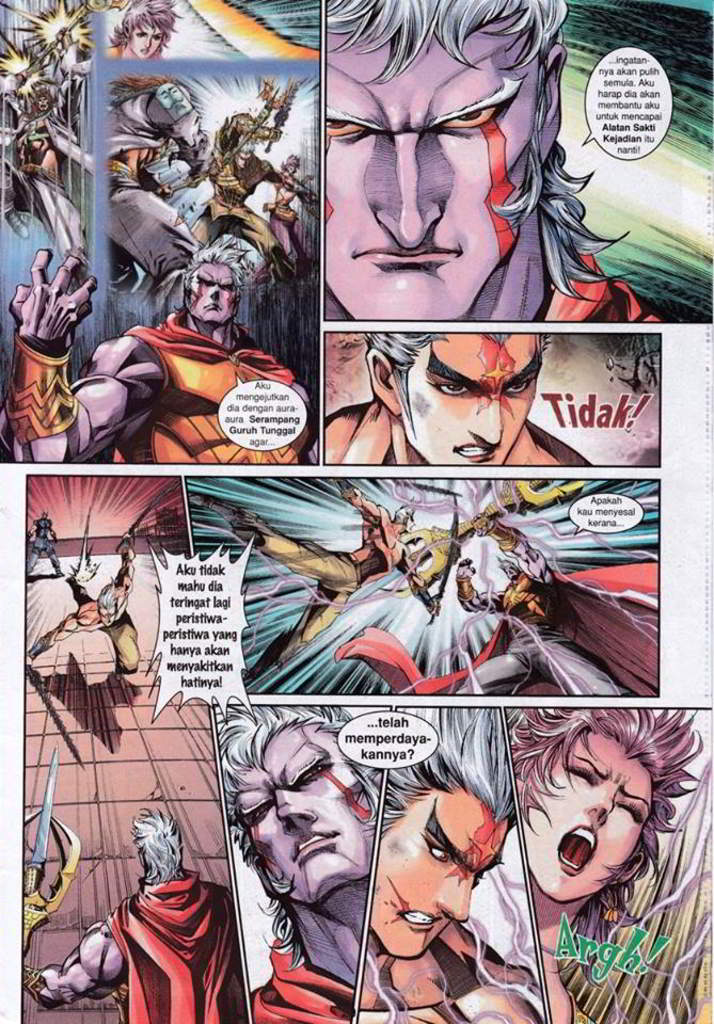 Aku
mengejutkan
dia dengan aura-
aura Serampang
Guruh Tunggal
agar...
...ingatan-
nya akan pulih
semula. Aku
harap dia akan
membantu aku
untuk mencapai
Alatan Sakti
Kejadian itu
nanti!
Tidak!
Aku tidak
mahu dia
teringat lagi
peristiwa-
peristiwa yang
hanya akan
menyakitkan
hatinya!
Apakah
kau menyesal
kerana...
...telah
memperdaya-
kannya?
Argh!